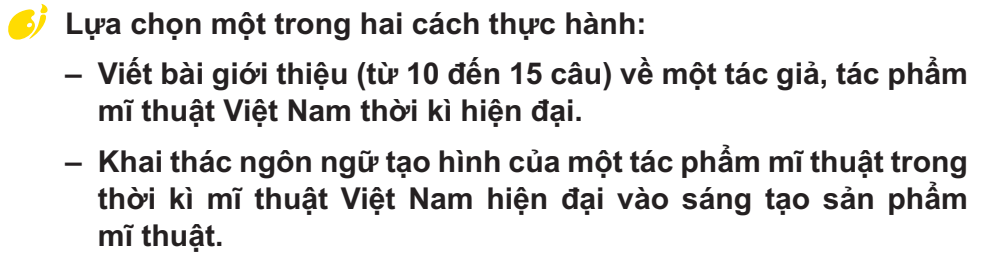 Lựa chọn một trong hai cách thực hành:
– Viết bài giới thiệu (từ 10 đến 15 câu) về một tác giả, tác phẩm
mĩ thuật Việt Nam thời kì hiện đại.
– Khai thác ngôn ngữ tạo hình của một tác phẩm mĩ thuật trong
thời kì mĩ thuật Việt Nam hiện đại vào sáng tạo sản phẩm
mĩ thuật.